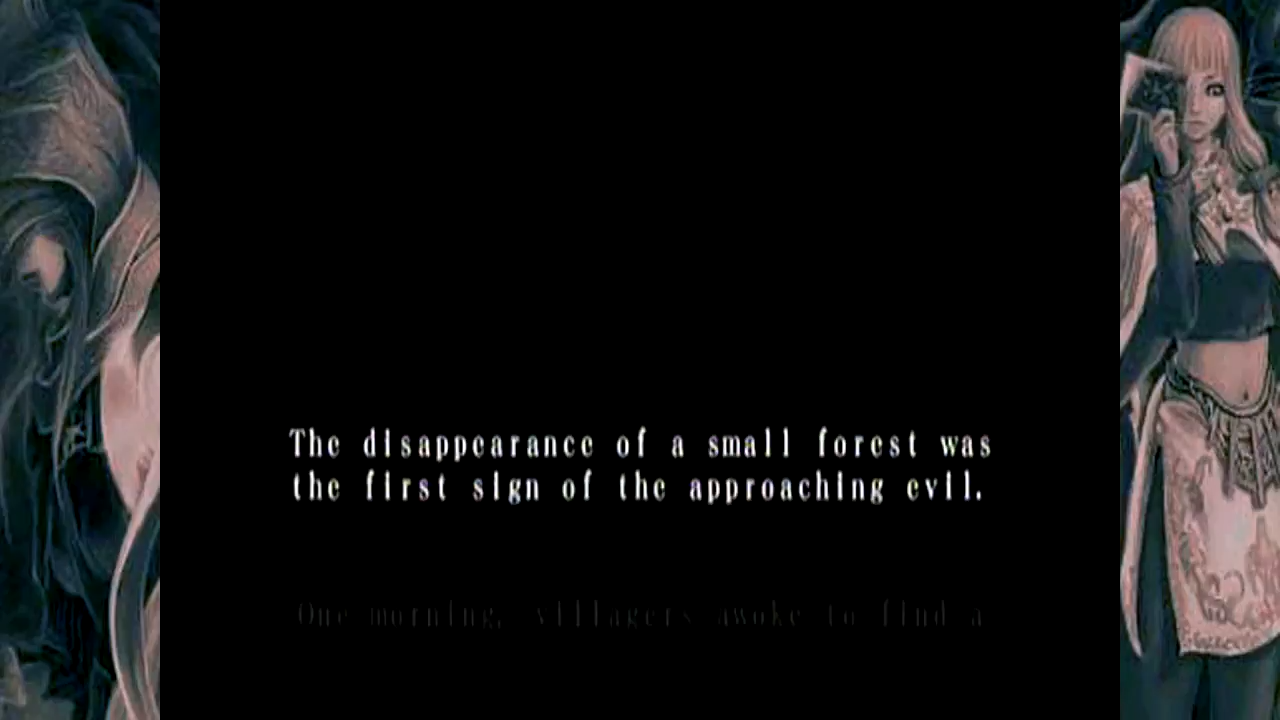 The disappearance of a small forest was
the first sign of the approaching evil.
One morning, villagers awoke to find a